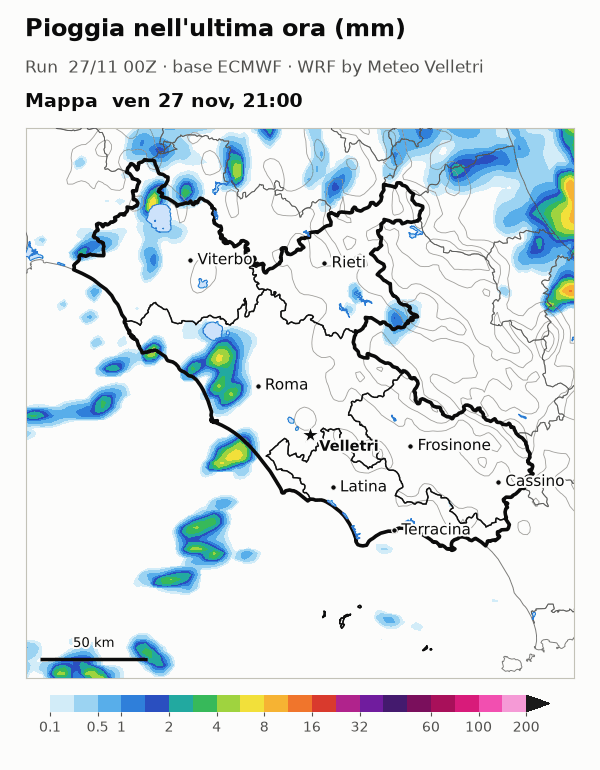 Pioggia nell'ultima ora (mm)
Run  27/11 00Z · base ECMWF · WRF by Meteo Velletri
Mappa  ven 27 nov, 21:00
Viterbo
Rieti
Roma
Velletri
Frosinone
Cassino
Latina
Terracina
50 km
0.1 0.5 1 2 4 8 16 32 60 100 200